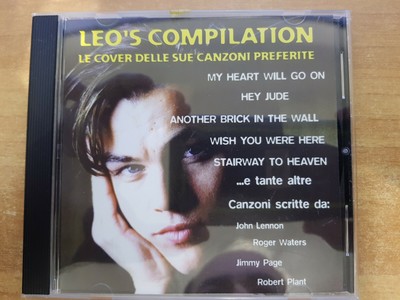 LEO'S COMPILATION
LE COVER DELLE SUE CANZONI PREFERITE
MY HEART WILL GO ON
HEY JUDE
ANOTHER BRICK IN THE WALL
WISH YOU WERE HERE
STAIRWAY TO HEAVEN
...e tante altre
Canzoni scritte da:
John Lennon
Roger Waters
Jimmy Page
Robert Plant